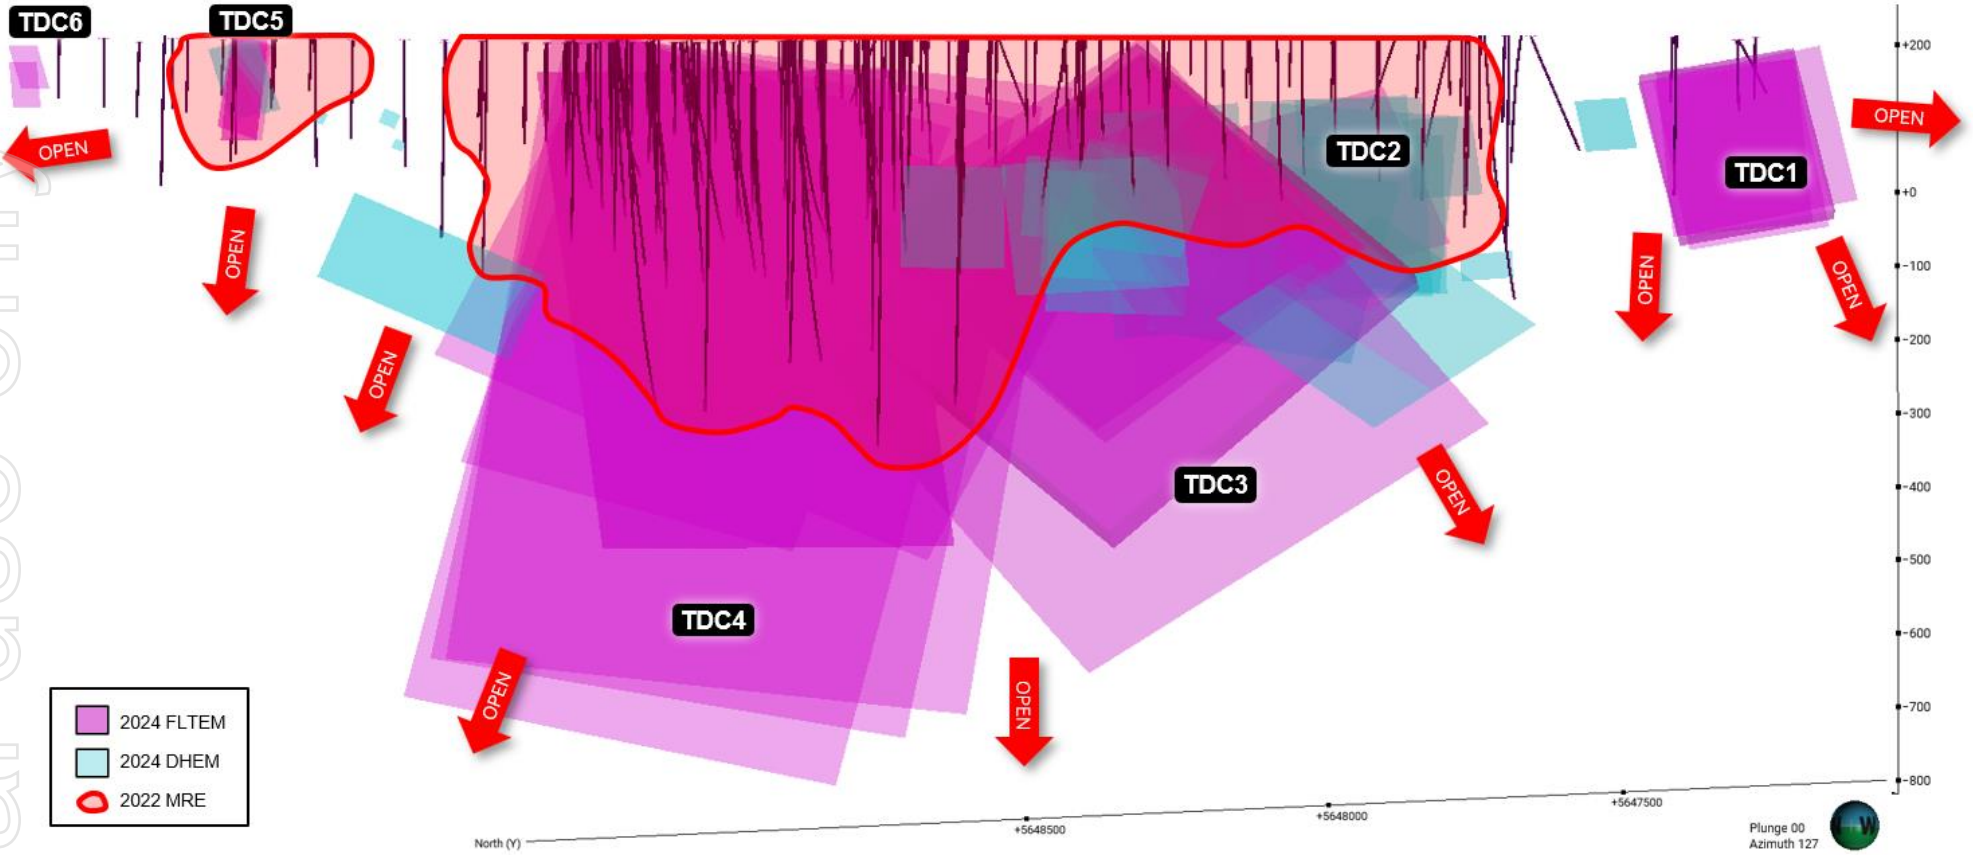 TDC6
TDC5
+200
OPEN
OPEN
TDC2
TDC1
+0
OPEN
OPEN
OPEN
−100
−200
OPEN
−300
−400
TDC3
OPEN
−500
TDC4
−600
OPEN
OPEN
−700
2024 FLTEM
2024 DHEM
2022 MRE
−800
+5647500
+5648000
+5648500
North (Y)
Plunge 00
Azimuth 127
W